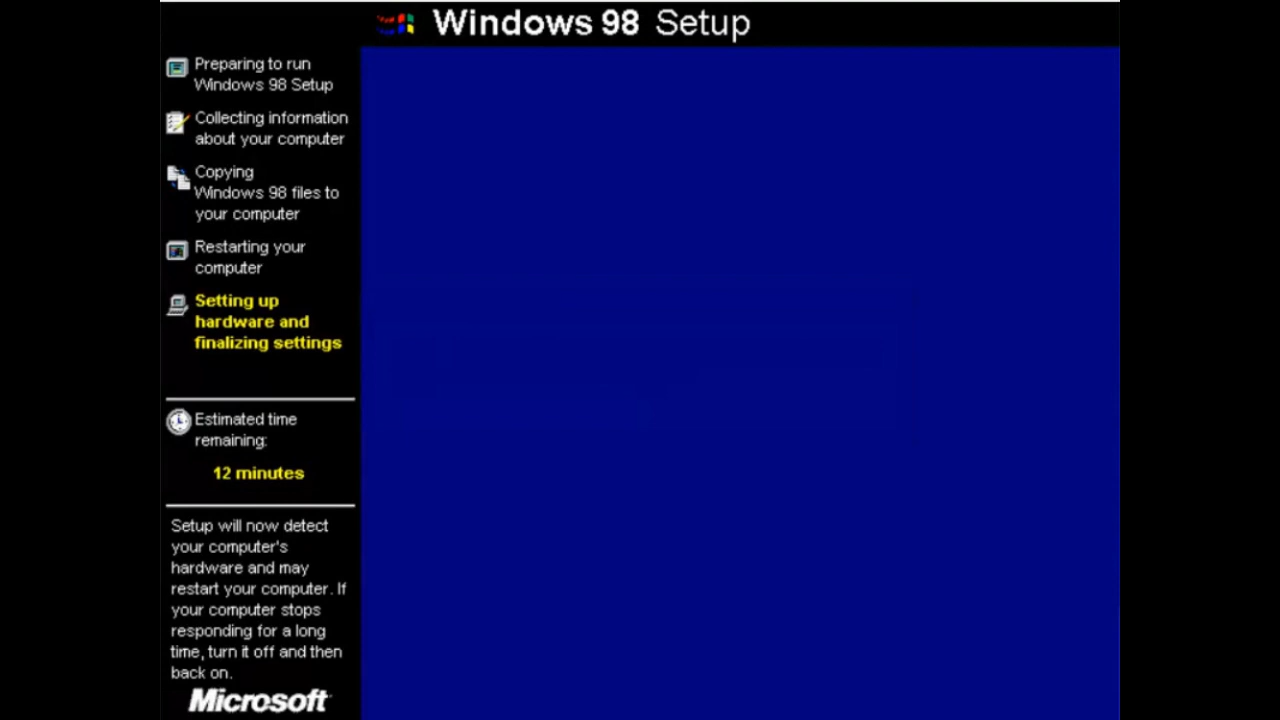 Windows 98 Setup
Preparing to run
Windows 98 Setup
Collecting information
about your computer
Copying
Windows 98 files to
your computer
Restarting your
computer
Setting up
hardware and
finalizing settings
Estimated time
remaining:
12 minutes
Setup will now detect
your computer's
hardware and may
restart your computer. If
your computer stops
responding for a long
time, turn it off and then
back on.
Microsoft